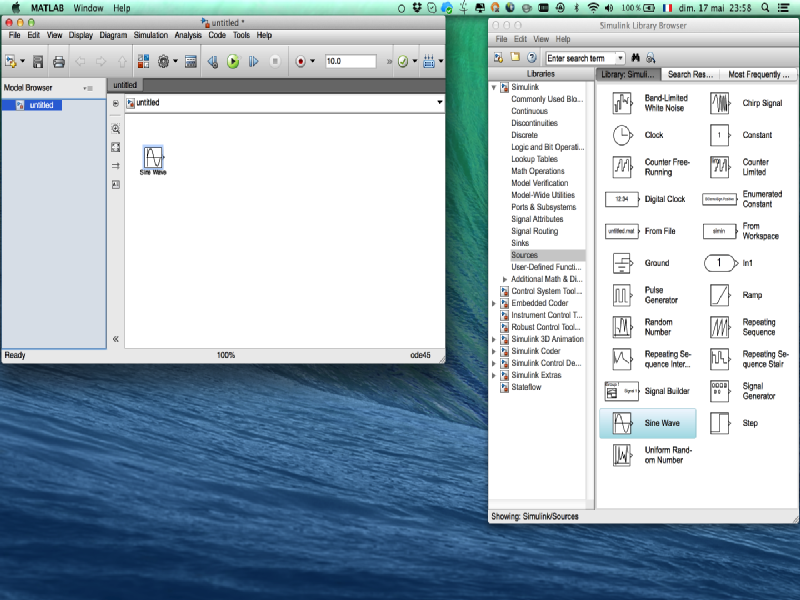 MATLAB Window Help
100% dim. 17 mai 23:58
untitled *
File Edit View Display Diagram Simulation Analysis Code Tools Help
10.0
»
Model Browser
untitled
untitled
untitled
Sine Wave
«
Ready 100% ode45
Simulink Library Browser
File Edit View Help
Enter search term
Libraries
Simulink
Commonly Used Blo...
Continuous
Discontinuities
Discrete
Logic and Bit Operati...
Lookup Tables
Math Operations
Model Verification
Model-Wide Utilities
Ports & Subsystems
Signal Attributes
Signal Routing
Sinks
Sources
User-Defined Functi...
Additional Math & Di...
Control System Tool...
Embedded Coder
Instrument Control T...
Robust Control Tool...
Simulink 3D Animation
Simulink Coder
Simulink Control De...
Simulink Extras
Stateflow
Library: Simuli... Search Res... Most Frequently ...
Band-Limited
White Noise
Chirp Signal
Clock
1
Constant
Counter Free-
Running
Counter
Limited
12:34
Digital Clock
Enumerated
Constant
untitled.mat
From File
simin
From
Workspace
Ground
1
In1
Pulse
Generator
Ramp
Random
Number
Repeating
Sequence
Repeating Se-
quence Inter...
Repeating Se-
quence Stair
Signal Builder
Signal
Generator
Sine Wave
Step
Uniform Rand-
om Number
Showing: Simulink/Sources